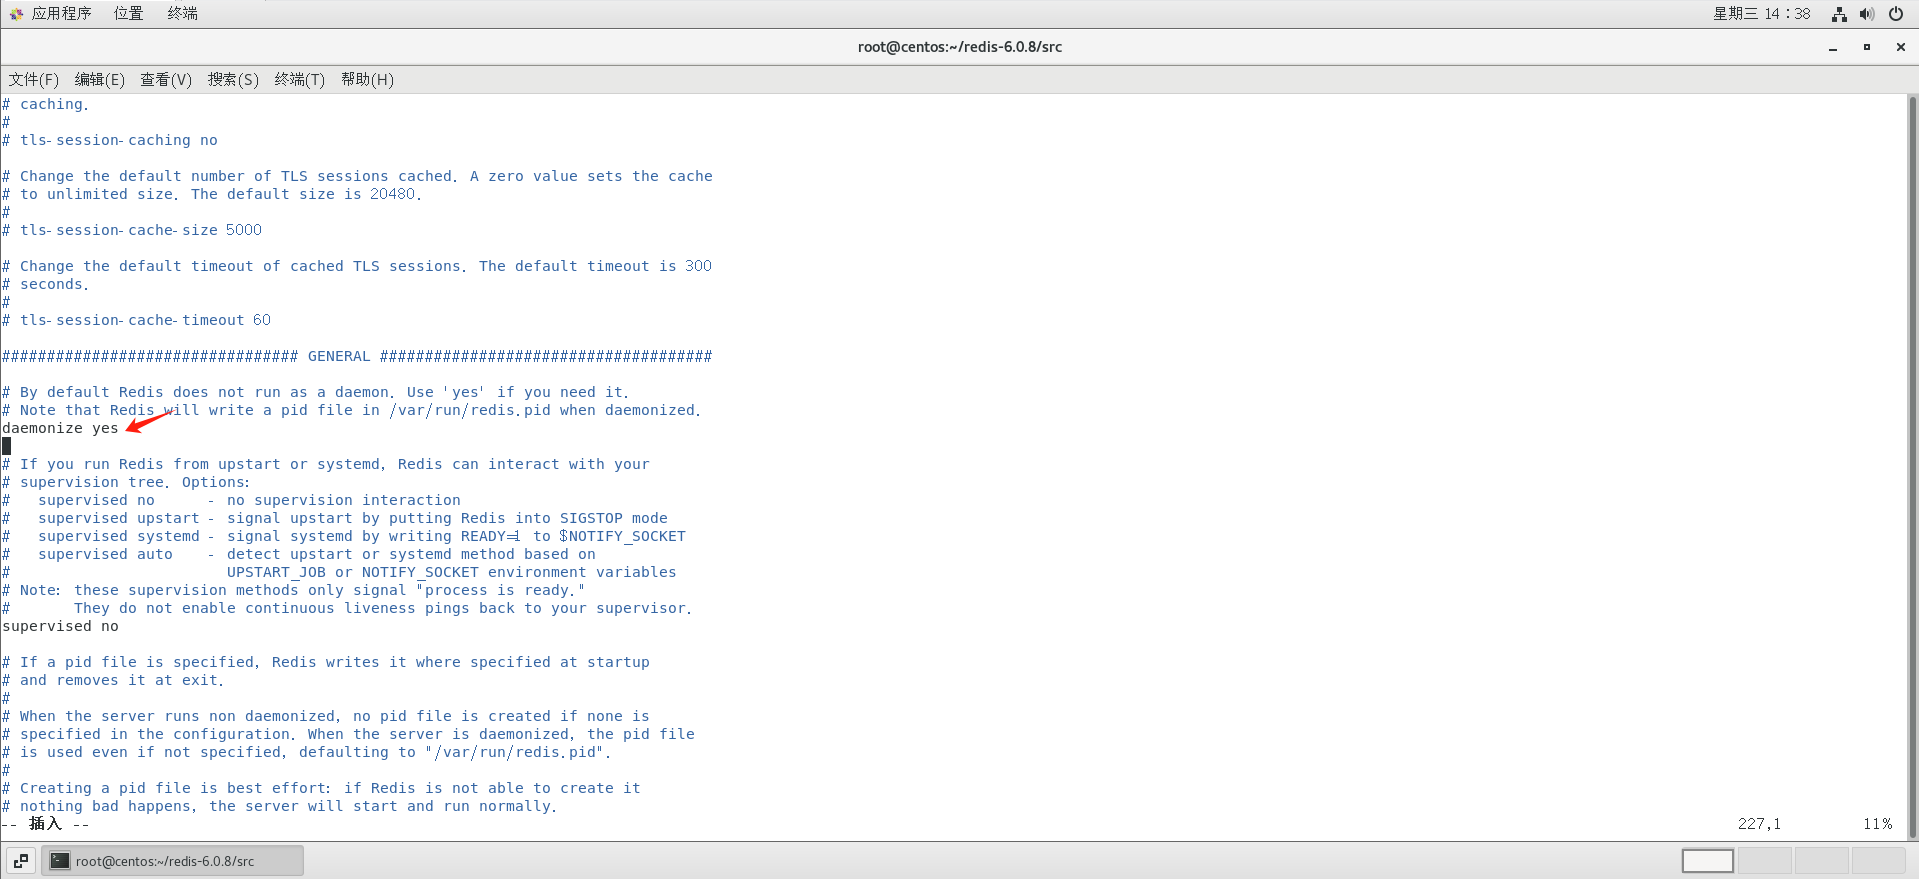 应用程序 位置 终端 星期三 14：38
root@centos:~/redis-6.0.8/src
文件(F) 编辑(E) 查看(V) 搜索(S) 终端(T) 帮助(H)
# caching.
#
# tls-session-caching no
# Change the default number of TLS sessions cached. A zero value sets the cache
# to unlimited size. The default size is 20480.
#
# tls-session-cache-size 5000
# Change the default timeout of cached TLS sessions. The default timeout is 300
# seconds.
#
# tls-session-cache-timeout 60
################################# GENERAL #####################################
# By default Redis does not run as a daemon. Use 'yes' if you need it.
# Note that Redis will write a pid file in /var/run/redis.pid when daemonized.
daemonize yes
# If you run Redis from upstart or systemd, Redis can interact with your
# supervision tree. Options:
#   supervised no      - no supervision interaction
#   supervised upstart - signal upstart by putting Redis into SIGSTOP mode
#   supervised systemd - signal systemd by writing READY=1 to $NOTIFY_SOCKET
#   supervised auto    - detect upstart or systemd method based on
#                        UPSTART_JOB or NOTIFY_SOCKET environment variables
# Note: these supervision methods only signal "process is ready."
#       They do not enable continuous liveness pings back to your supervisor.
supervised no
# If a pid file is specified, Redis writes it where specified at startup
# and removes it at exit.
#
# When the server runs non daemonized, no pid file is created if none is
# specified in the configuration. When the server is daemonized, the pid file
# is used even if not specified, defaulting to "/var/run/redis.pid".
#
# Creating a pid file is best effort: if Redis is not able to create it
# nothing bad happens, the server will start and run normally.
-- 插入 -- 227,1 11%
root@centos:~/redis-6.0.8/src